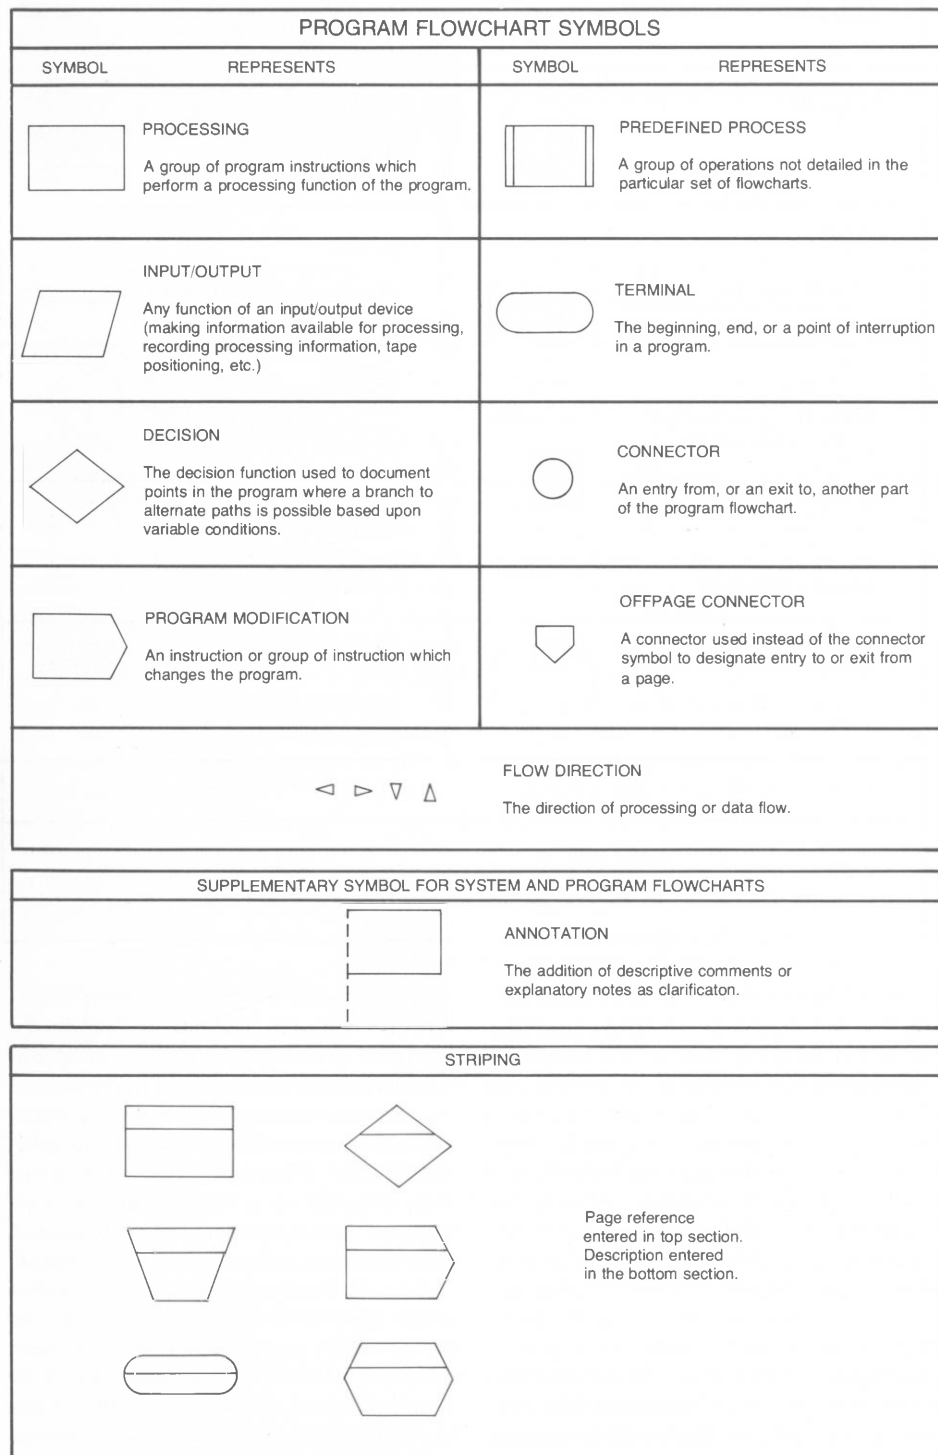 PROGRAM FLOWCHART SYMBOLS
SYMBOL REPRESENTS
SYMBOL REPRESENTS
PROCESSING
A group of program instructions which
perform a processing function of the program.
PREDEFINED PROCESS
A group of operations not detailed in the
particular set of flowcharts.
INPUT/OUTPUT
Any function of an input/output device
(making information available for processing,
recording processing information, tape
positioning, etc.)
TERMINAL
The beginning, end, or a point of interruption
in a program.
DECISION
The decision function used to document
points in the program where a branch to
alternate paths is possible based upon
variable conditions.
CONNECTOR
An entry from, or an exit to, another part
of the program flowchart.
PROGRAM MODIFICATION
An instruction or group of instruction which
changes the program.
OFFPAGE CONNECTOR
A connector used instead of the connector
symbol to designate entry to or exit from
a page.
FLOW DIRECTION
The direction of processing or data flow.
SUPPLEMENTARY SYMBOL FOR SYSTEM AND PROGRAM FLOWCHARTS
ANNOTATION
The addition of descriptive comments or
explanatory notes as clarificaton.
STRIPING
Page reference
entered in top section.
Description entered
in the bottom section.